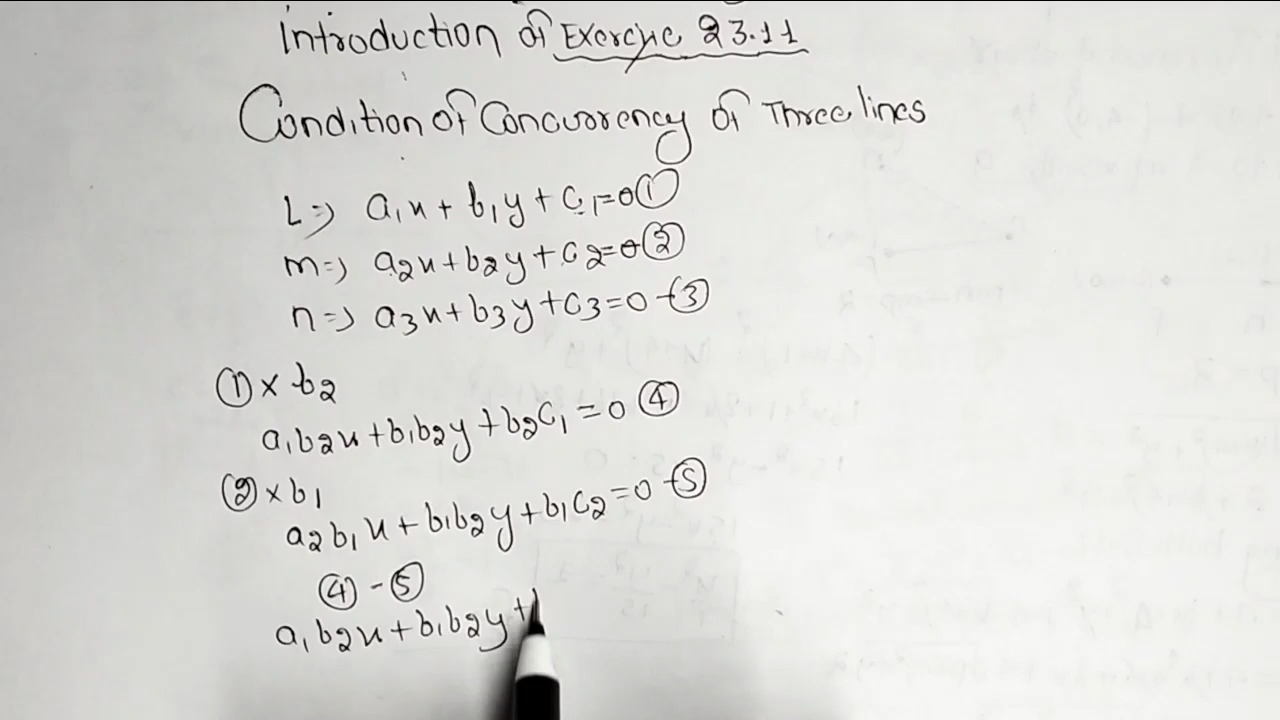 Introduction of Exercise 23.11
Condition of Concurrency of Three lines
L => a₁x + b₁y + c₁ = 0 ①
m => a₂x + b₂y + c₂ = 0 ②
n => a₃x + b₃y + c₃ = 0 - ③
① × b₂
a₁b₂x + b₁b₂y + b₂c₁ = 0 ④
② × b₁
a₂b₁x + b₁b₂y + b₁c₂ = 0 - ⑤
④ - ⑤
a₁b₂x + b₁b₂y +